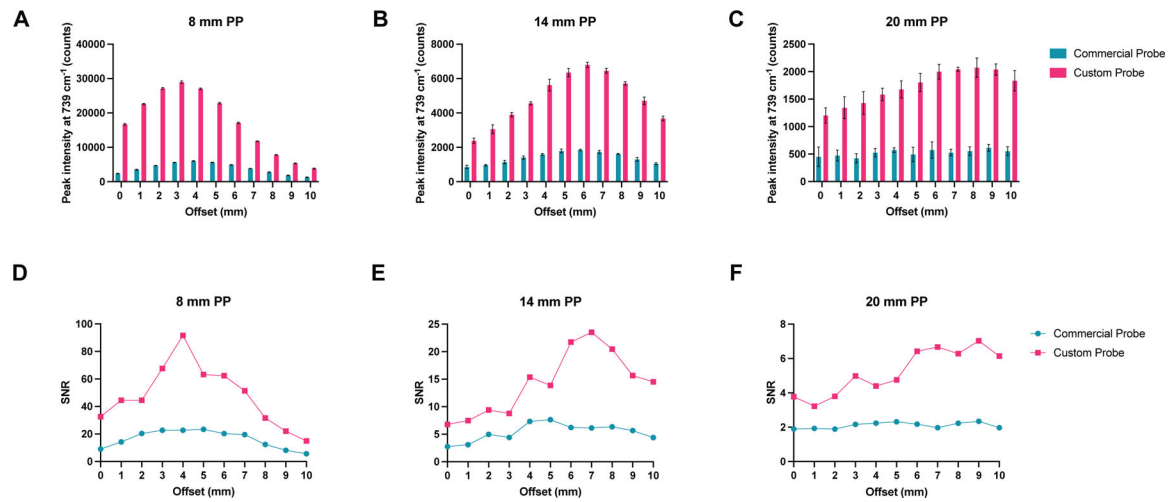 A
8 mm PP
Peak intensity at 739 cm⁻¹ (counts)
40000
30000
20000
10000
0
0 1 2 3 4 5 6 7 8 9 10
Offset (mm)
B
14 mm PP
Peak intensity at 739 cm⁻¹ (counts)
8000
6000
4000
2000
0
0 1 2 3 4 5 6 7 8 9 10
Offset (mm)
C
20 mm PP
Peak intensity at 739 cm⁻¹ (counts)
2500
2000
1500
1000
500
0
0 1 2 3 4 5 6 7 8 9 10
Offset (mm)
Commercial Probe
Custom Probe
D
8 mm PP
SNR
100
80
60
40
20
0
0 1 2 3 4 5 6 7 8 9 10
Offset (mm)
E
14 mm PP
SNR
25
20
15
10
5
0
0 1 2 3 4 5 6 7 8 9 10
Offset (mm)
F
20 mm PP
SNR
8
6
4
2
0
0 1 2 3 4 5 6 7 8 9 10
Offset (mm)
Commercial Probe
Custom Probe